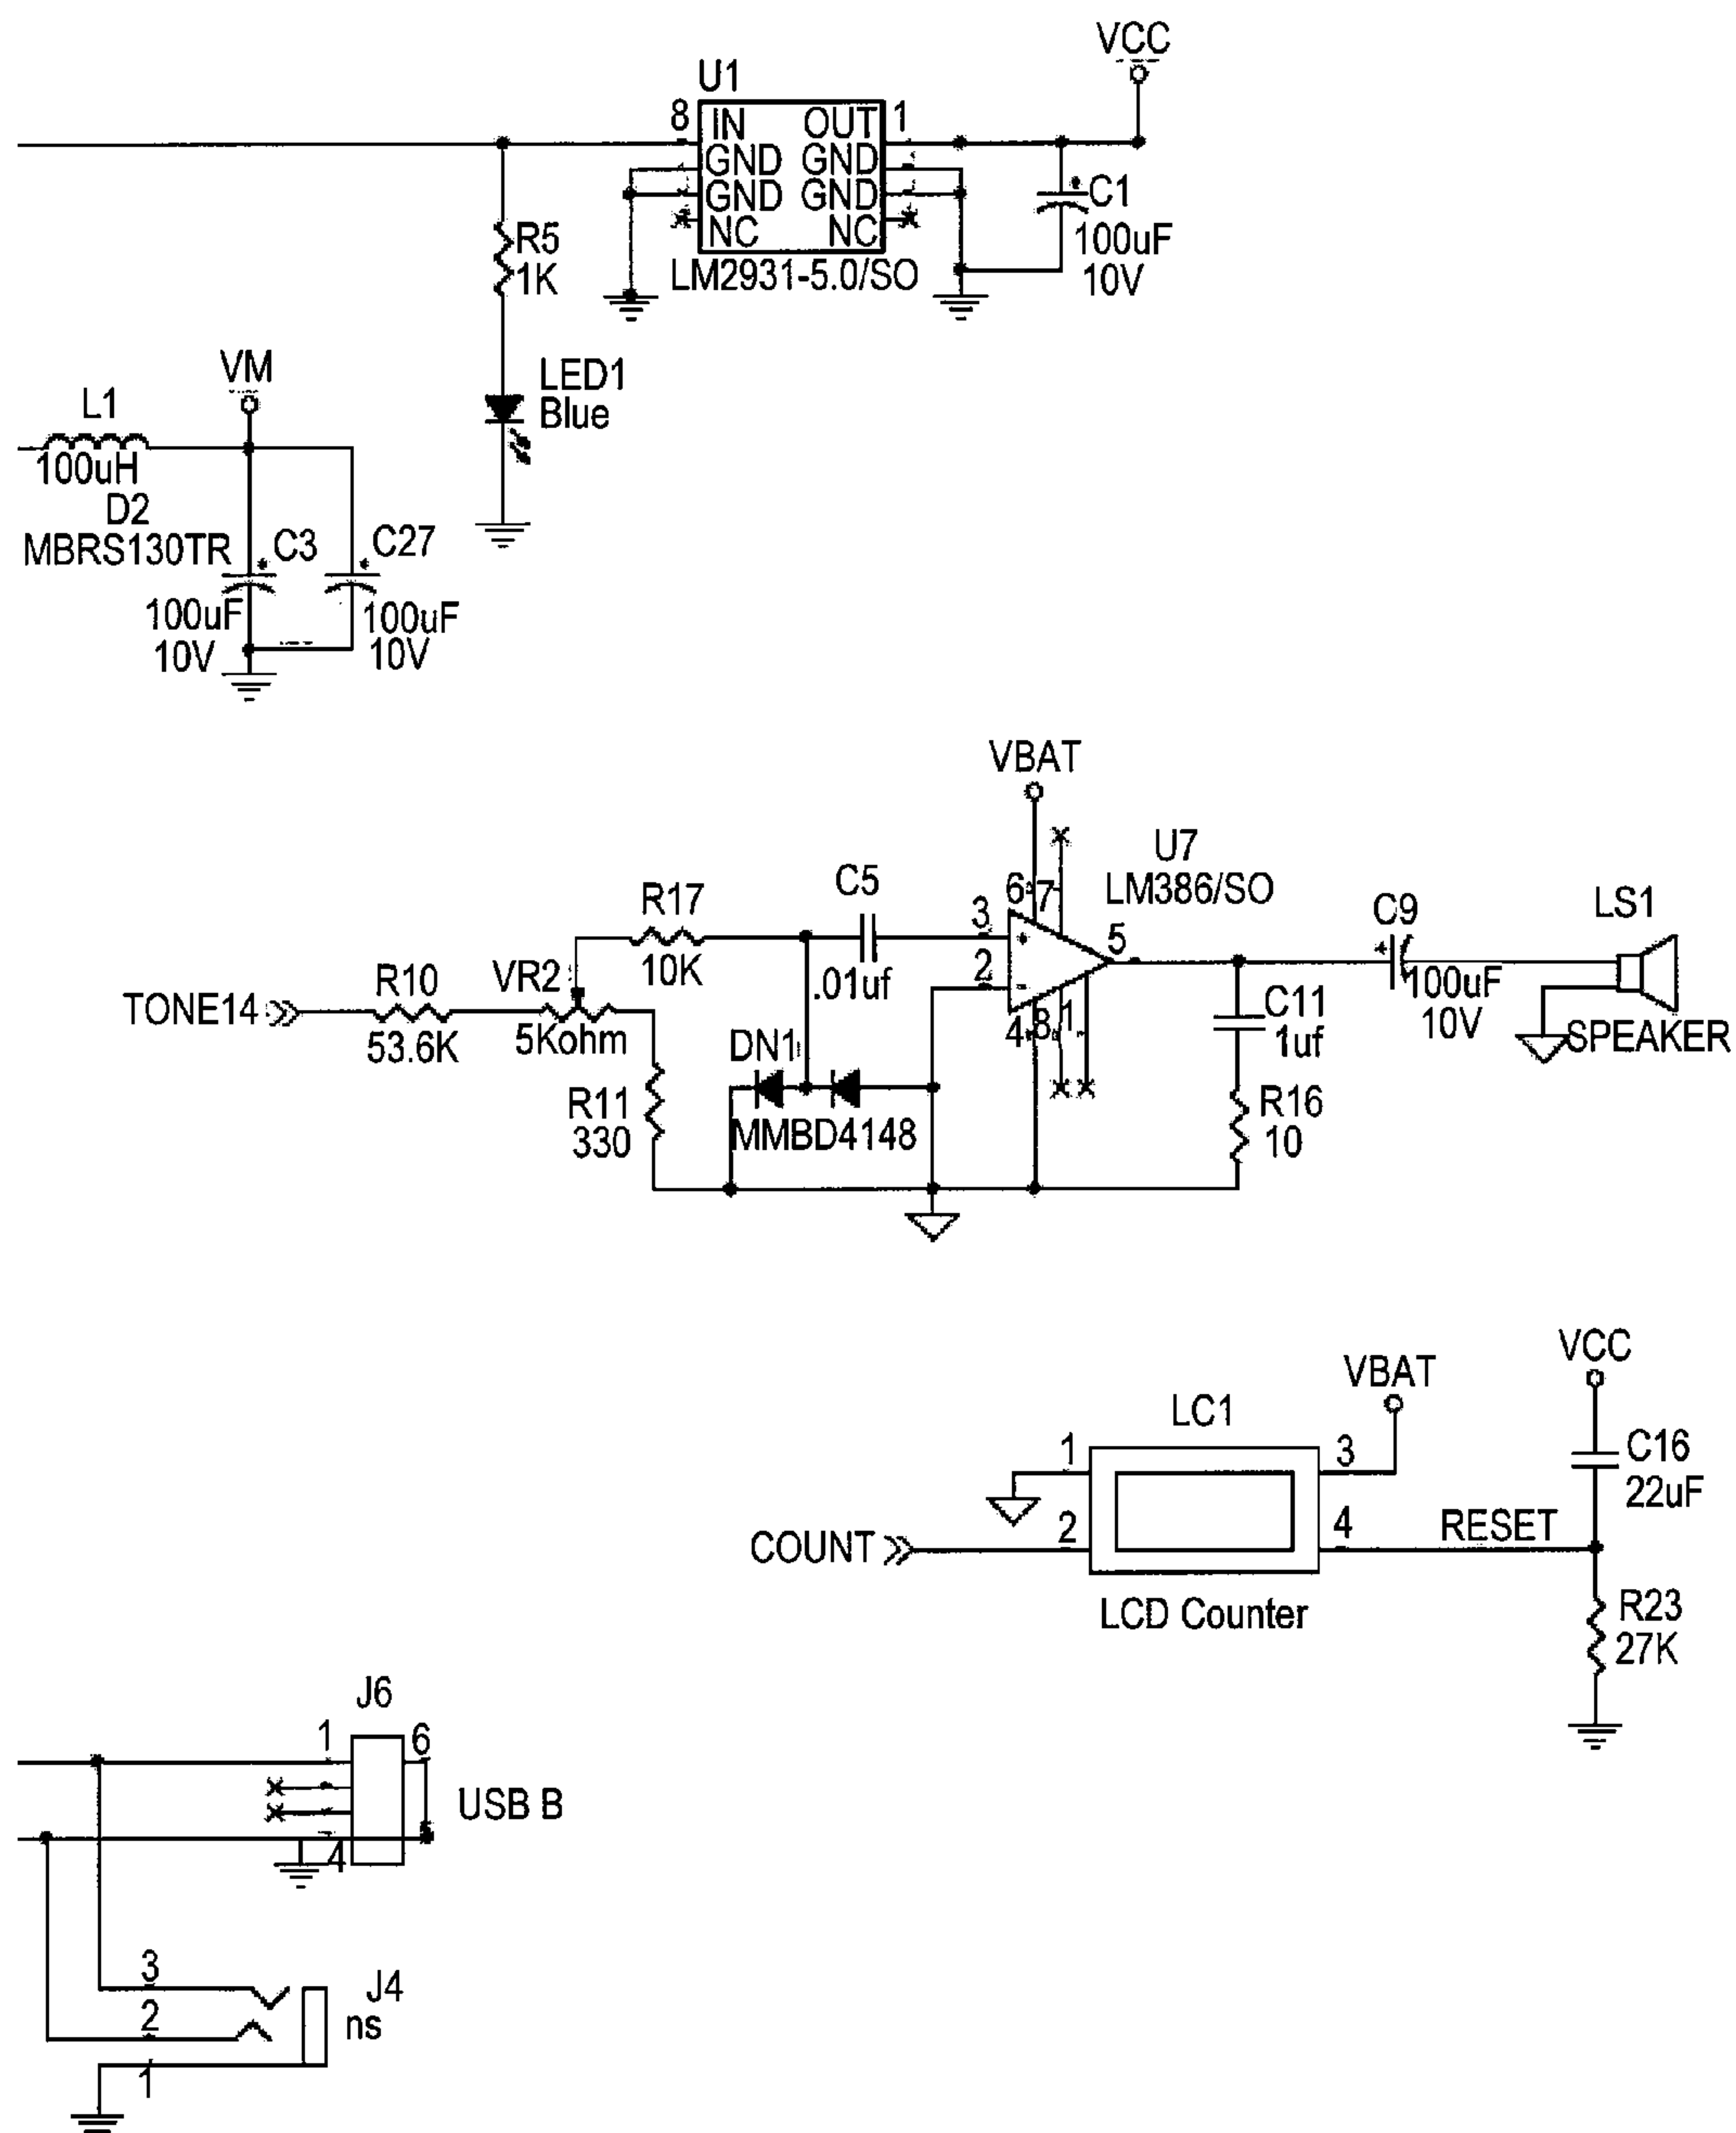 VCC
U1
8 IN OUT 1
GND GND
GND GND
NC NC
LM2931-5.0/SO
C1
100uF
10V
R5
1K
LED1
Blue
VM
L1
100uH
D2
MBRS130TR
C3
100uF
10V
C27
100uF
10V
VBAT
U7
LM386/SO
6 7
3
2
5
4 8 1
C5
.01uf
R17
10K
VR2
5Kohm
R10
53.6K
TONE14
R11
330
DN1
MMBD4148
C11
1uf
R16
10
C9
100uF
10V
LS1
SPEAKER
VCC
VBAT
LC1
1 3
2 4
COUNT
RESET
LCD Counter
C16
22uF
R23
27K
J6
1 6
4
USB B
3
2
1
J4
ns